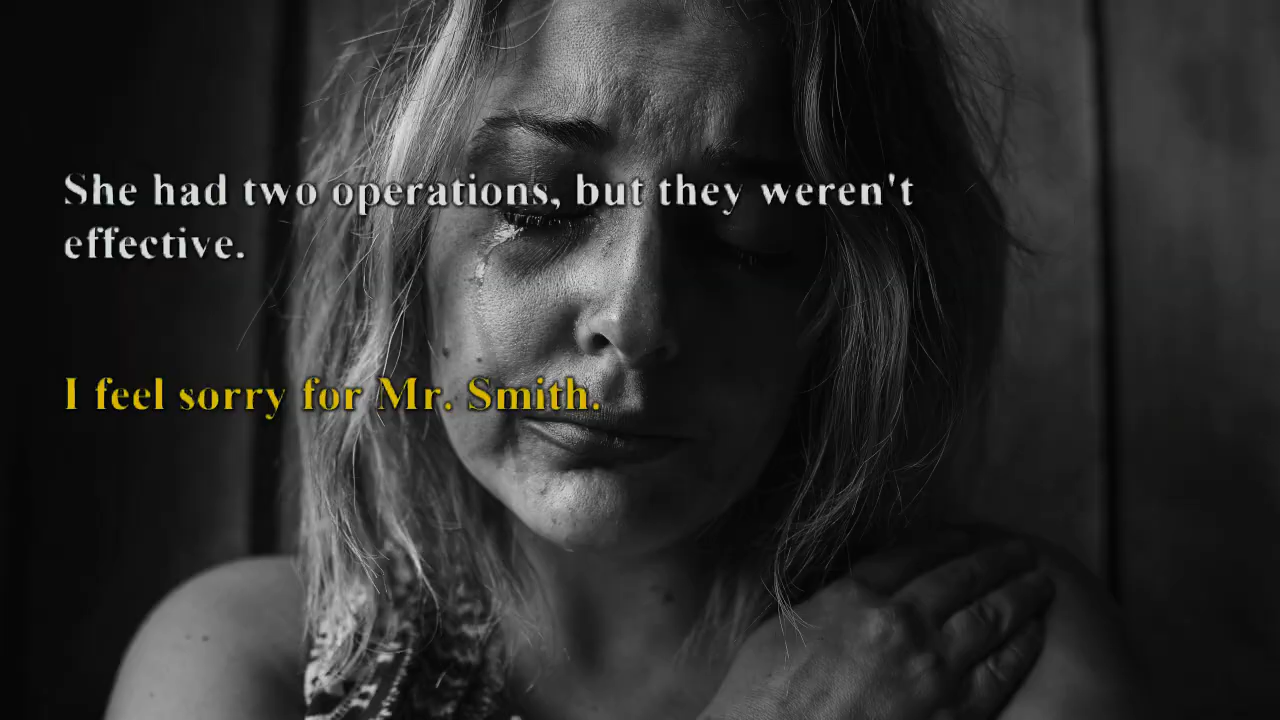 She had two operations, but they weren't
effective.
I feel sorry for Mr. Smith.